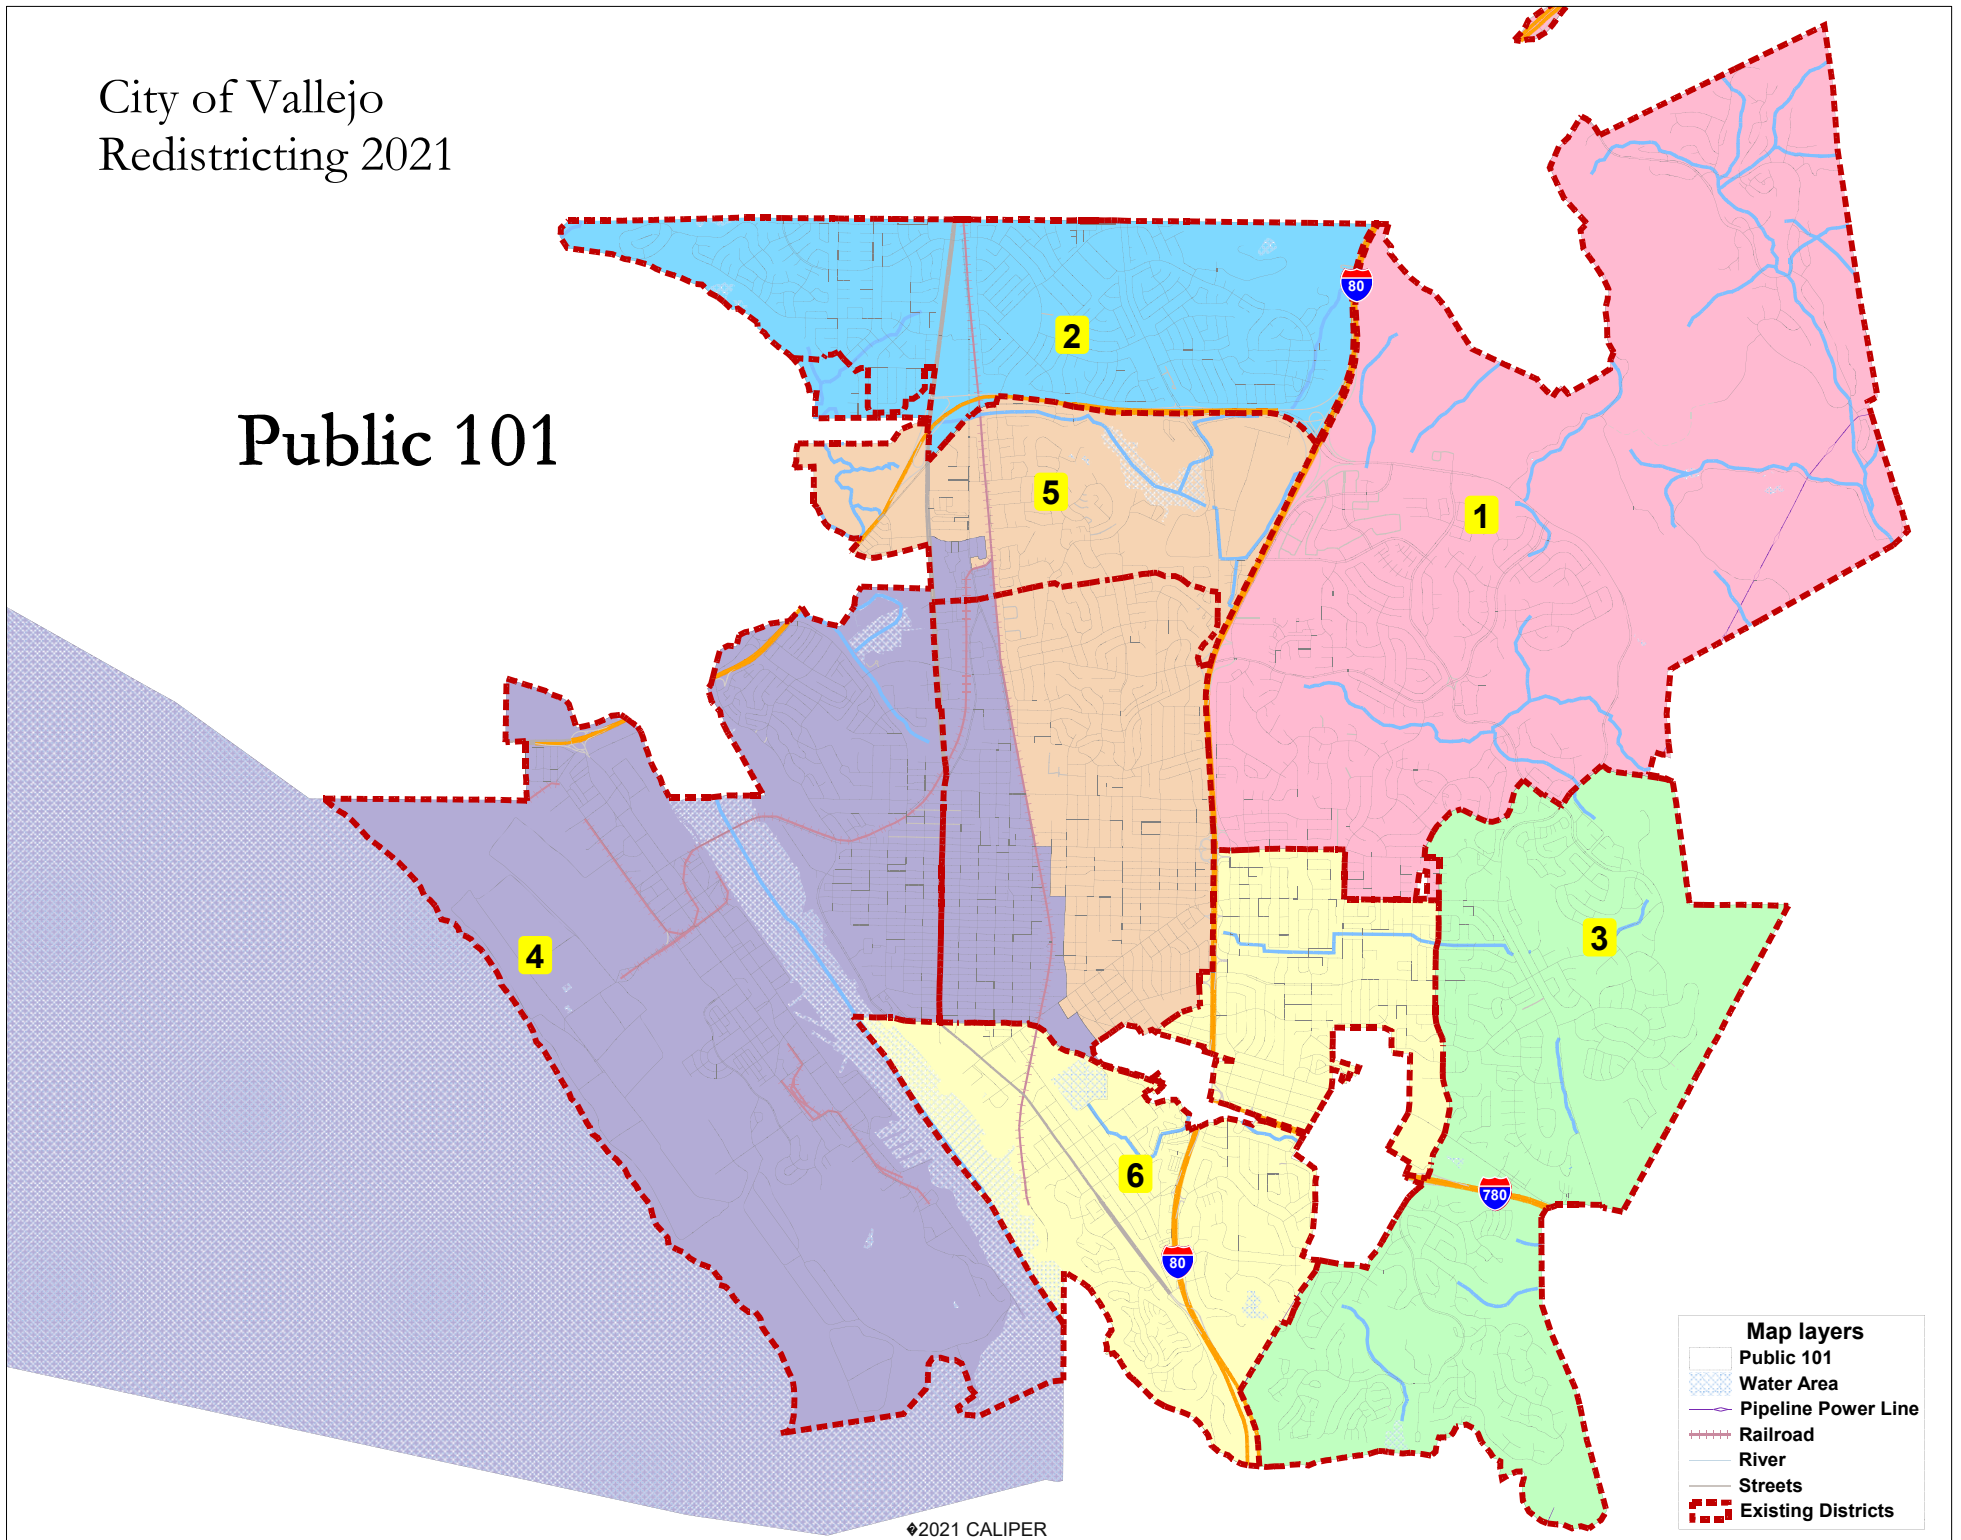 City of Vallejo
Redistricting 2021
Public 101
80
2
5
1
4
3
6
780
80
Map layers
Public 101
Water Area
Pipeline Power Line
Railroad
River
Streets
Existing Districts
�2021 CALIPER